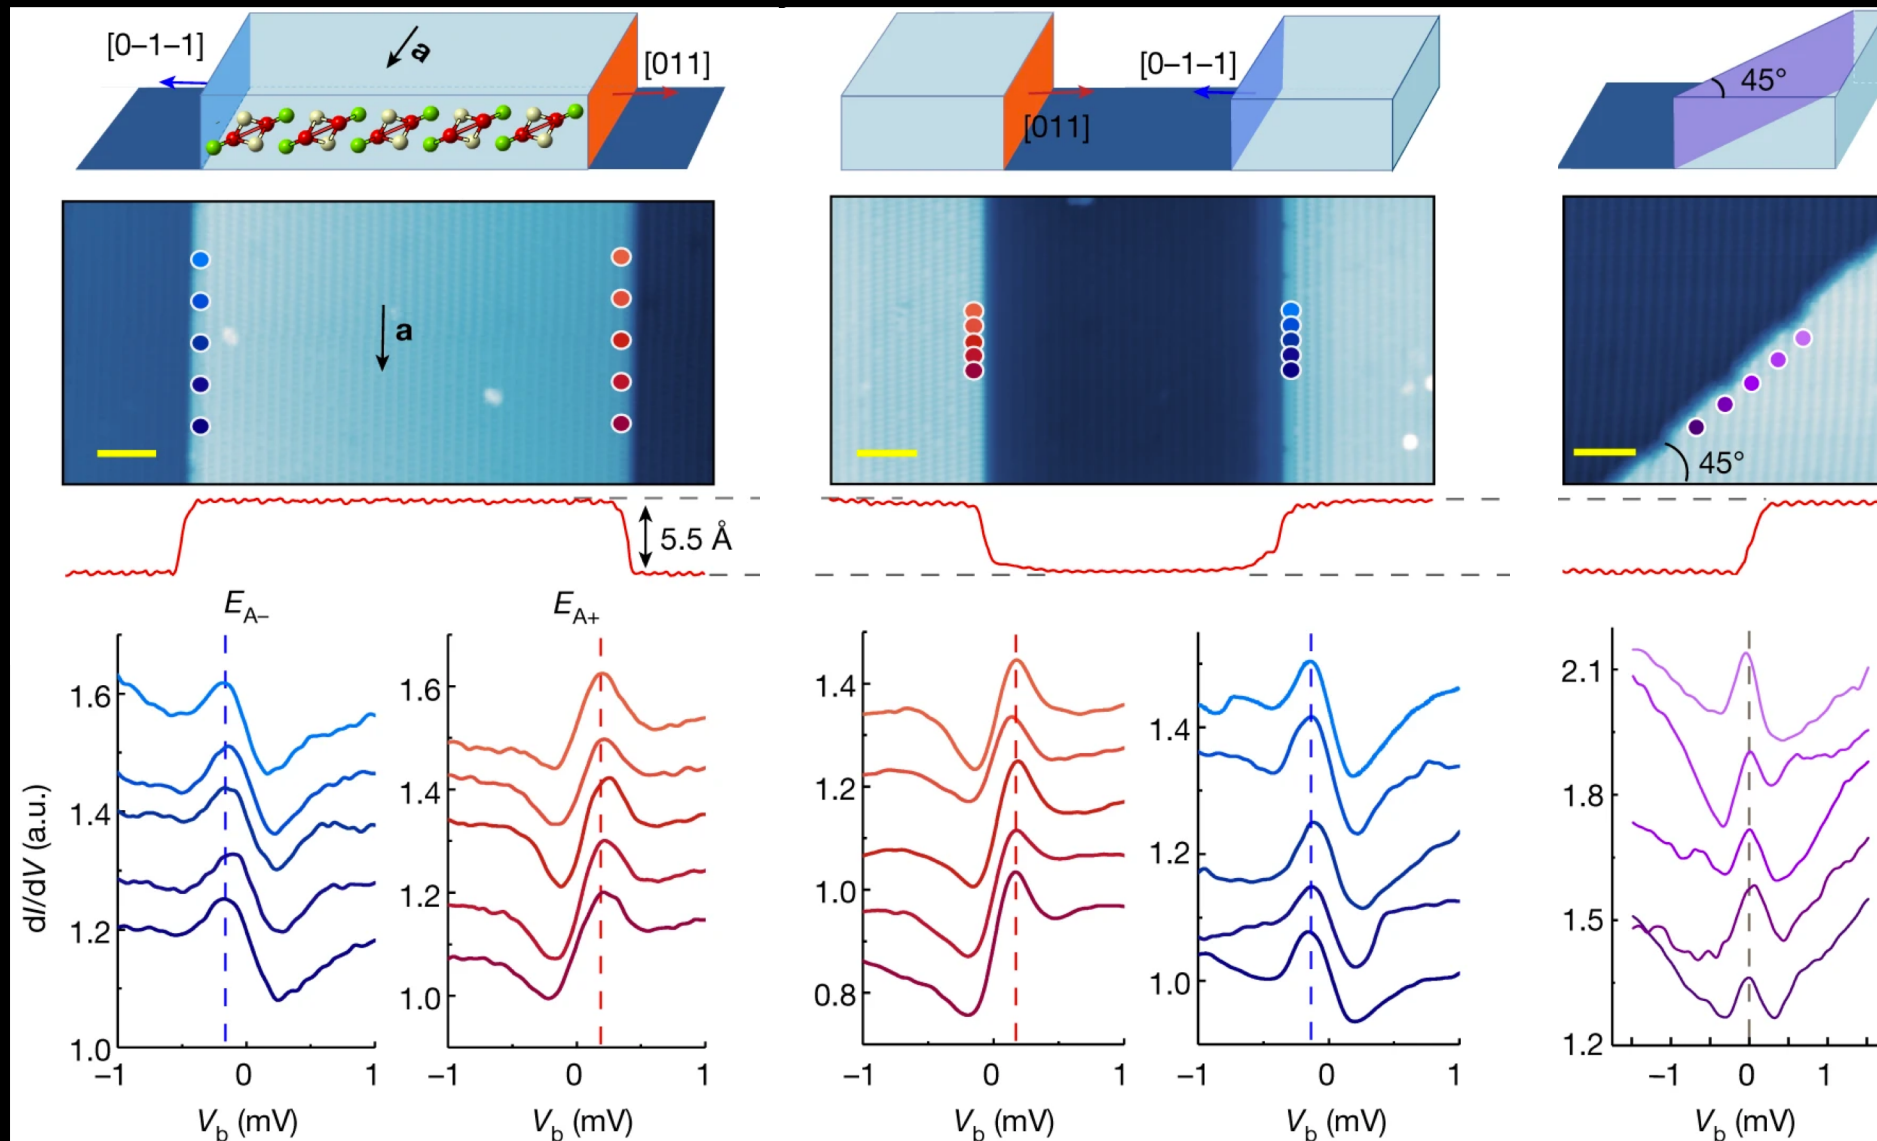 [0–1–1]
a
[011]
[0–1–1]
[011]
45°
a
45°
5.5 Å
E_A–
E_A+
dI/dV (a.u.)
1.6
1.4
1.2
1.0
–1 0 1
V_b (mV)
1.6
1.4
1.2
1.0
–1 0 1
V_b (mV)
1.4
1.2
1.0
0.8
–1 0 1
V_b (mV)
1.4
1.2
1.0
–1 0 1
V_b (mV)
2.1
1.8
1.5
1.2
–1 0 1
V_b (mV)